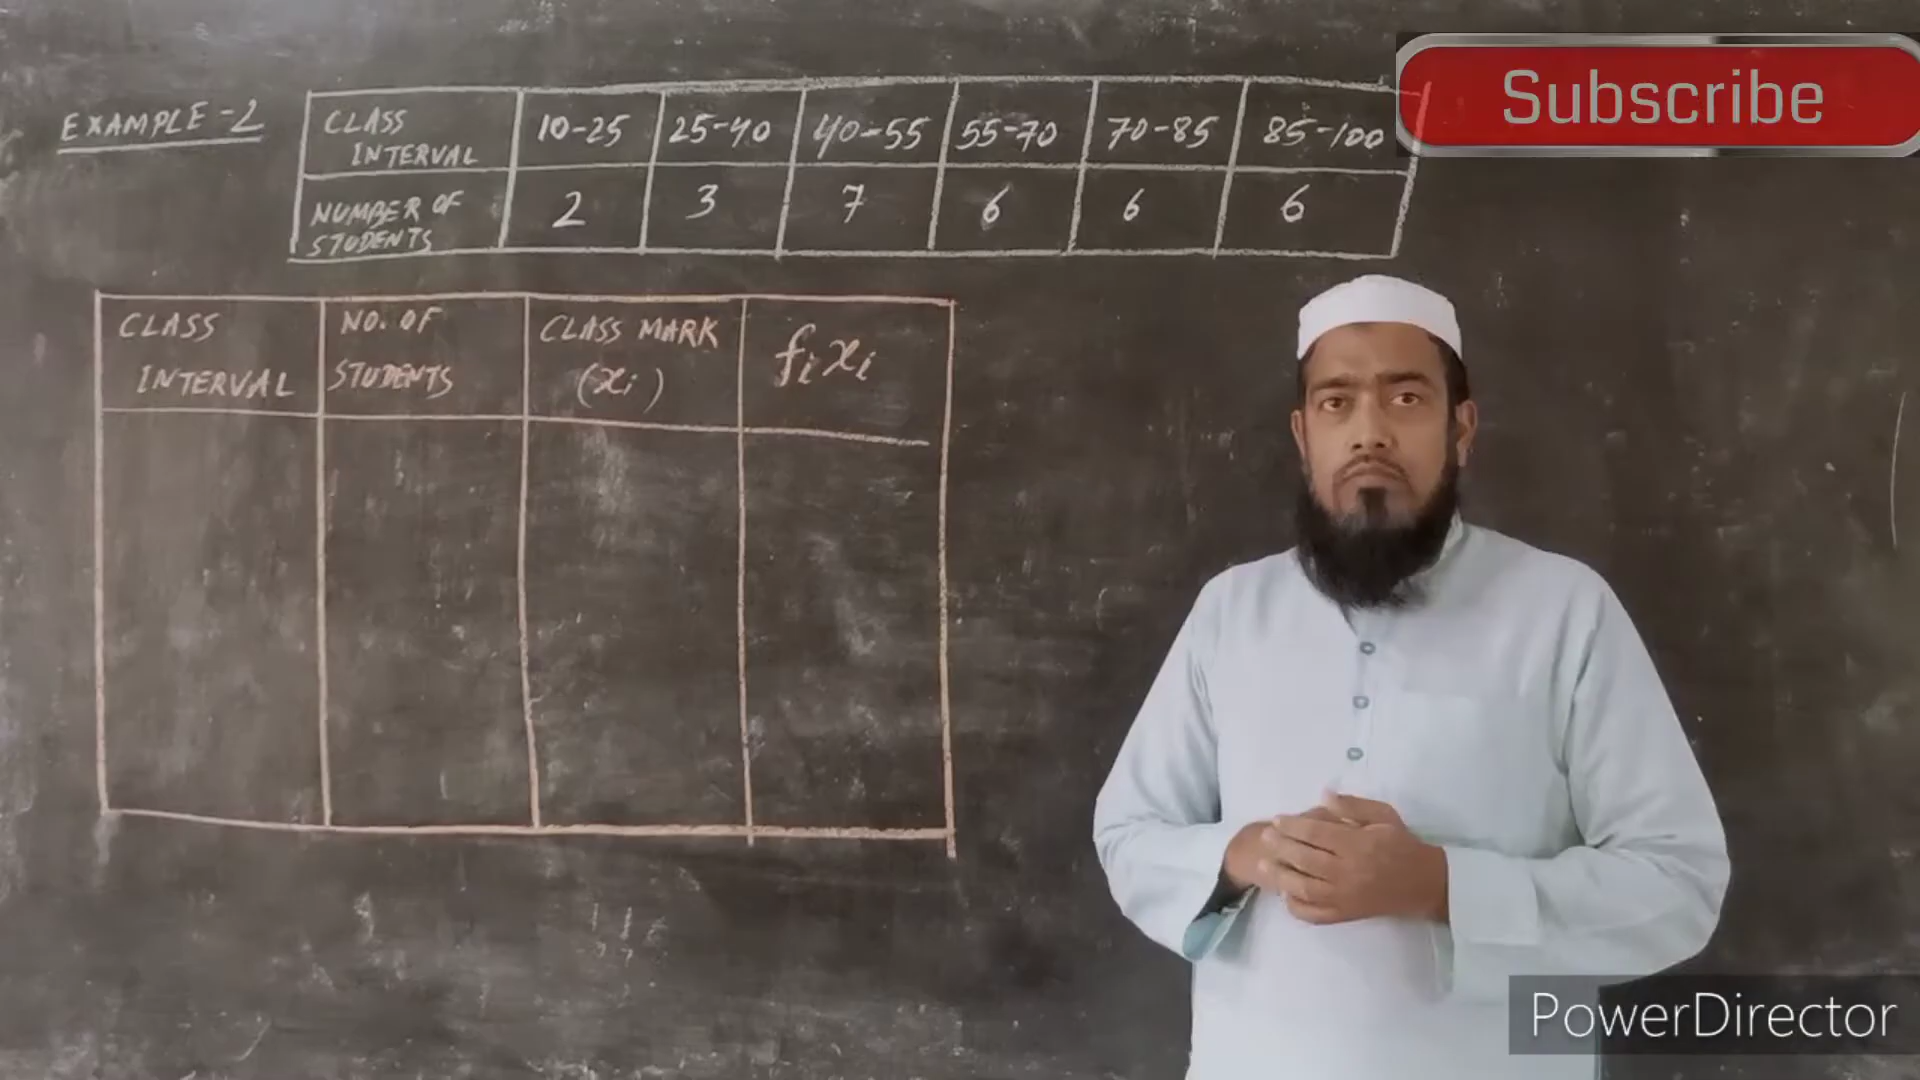 Subscribe
EXAMPLE-2
CLASS INTERVAL 10-25 25-40 40-55 55-70 70-85 85-100
NUMBER OF STUDENTS 2 3 7 6 6 6
CLASS INTERVAL
NO. OF STUDENTS
CLASS MARK (xi)
fixi
PowerDirector